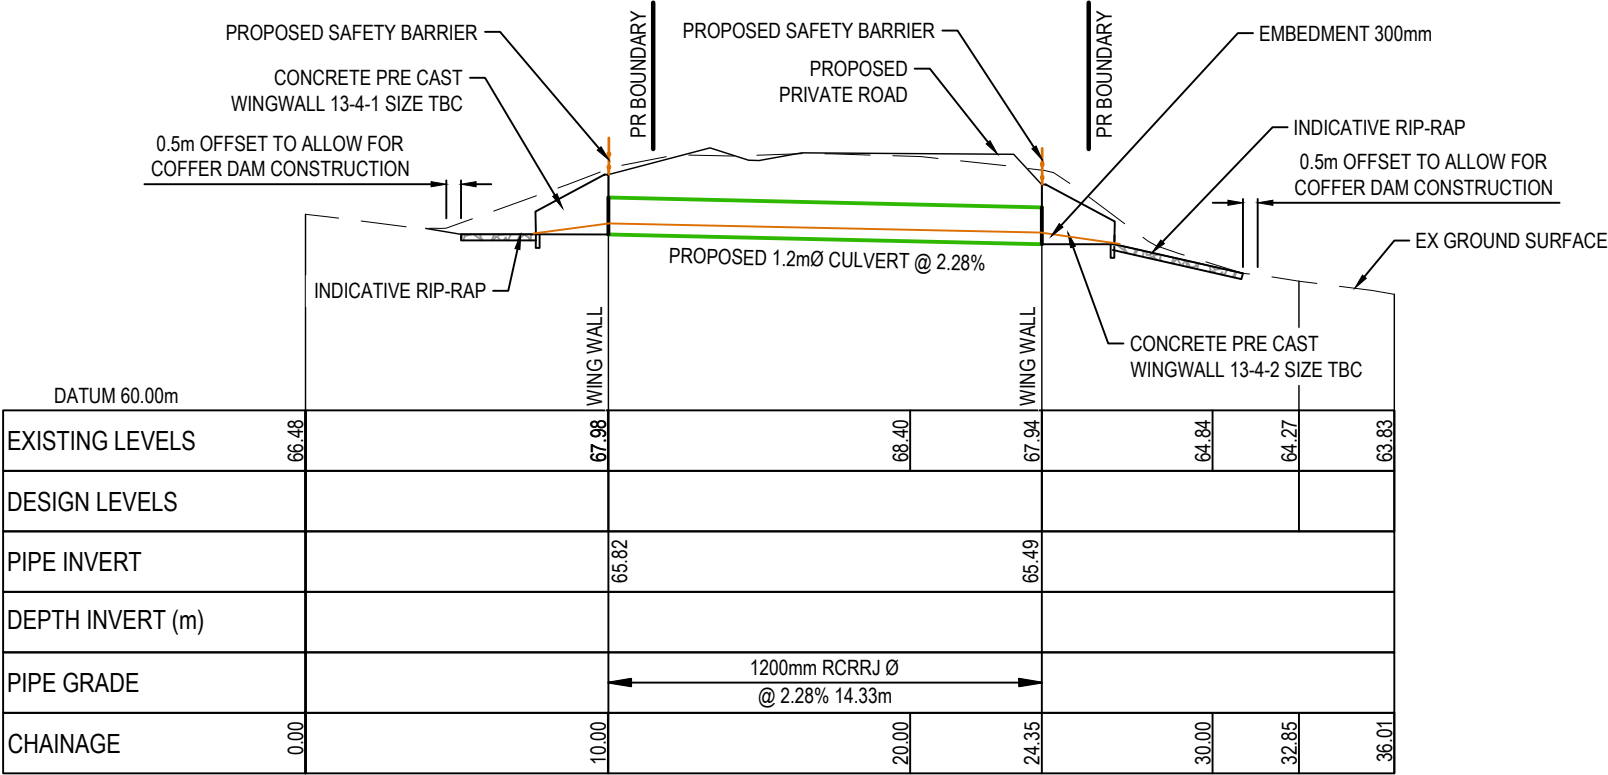 PROPOSED SAFETY BARRIER
CONCRETE PRE CAST
WINGWALL 13-4-1 SIZE TBC
0.5m OFFSET TO ALLOW FOR
COFFER DAM CONSTRUCTION
PR BOUNDARY
PROPOSED SAFETY BARRIER
PROPOSED
PRIVATE ROAD
PR BOUNDARY
EMBEDMENT 300mm
INDICATIVE RIP-RAP
0.5m OFFSET TO ALLOW FOR
COFFER DAM CONSTRUCTION
EX GROUND SURFACE
PROPOSED 1.2mØ CULVERT @ 2.28%
INDICATIVE RIP-RAP
WING WALL
WING WALL
CONCRETE PRE CAST
WINGWALL 13-4-2 SIZE TBC
DATUM 60.00m
EXISTING LEVELS 66.48 67.98 68.40 67.94 64.84 64.27 63.83
DESIGN LEVELS
PIPE INVERT 65.82 65.49
DEPTH INVERT (m)
PIPE GRADE
1200mm RCRRJ Ø
@ 2.28% 14.33m
CHAINAGE 0.00 10.00 20.00 24.35 30.00 32.85 36.01